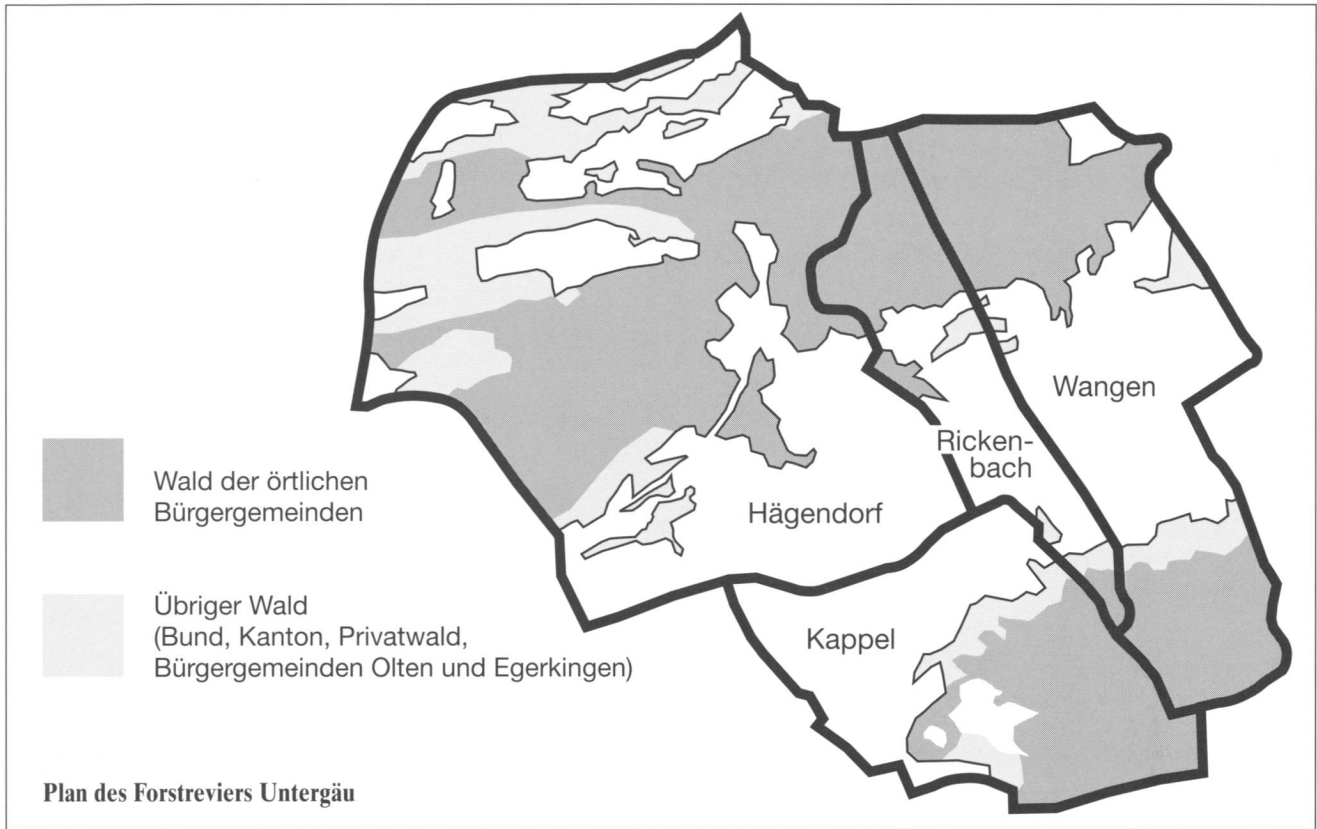 Wangen
Ricken-
bach
Hägendorf
Kappel
Wald der örtlichen
Bürgergemeinden
Übriger Wald
(Bund, Kanton, Privatwald,
Bürgergemeinden Olten und Egerkingen)
Plan des Forstreviers Untergäu